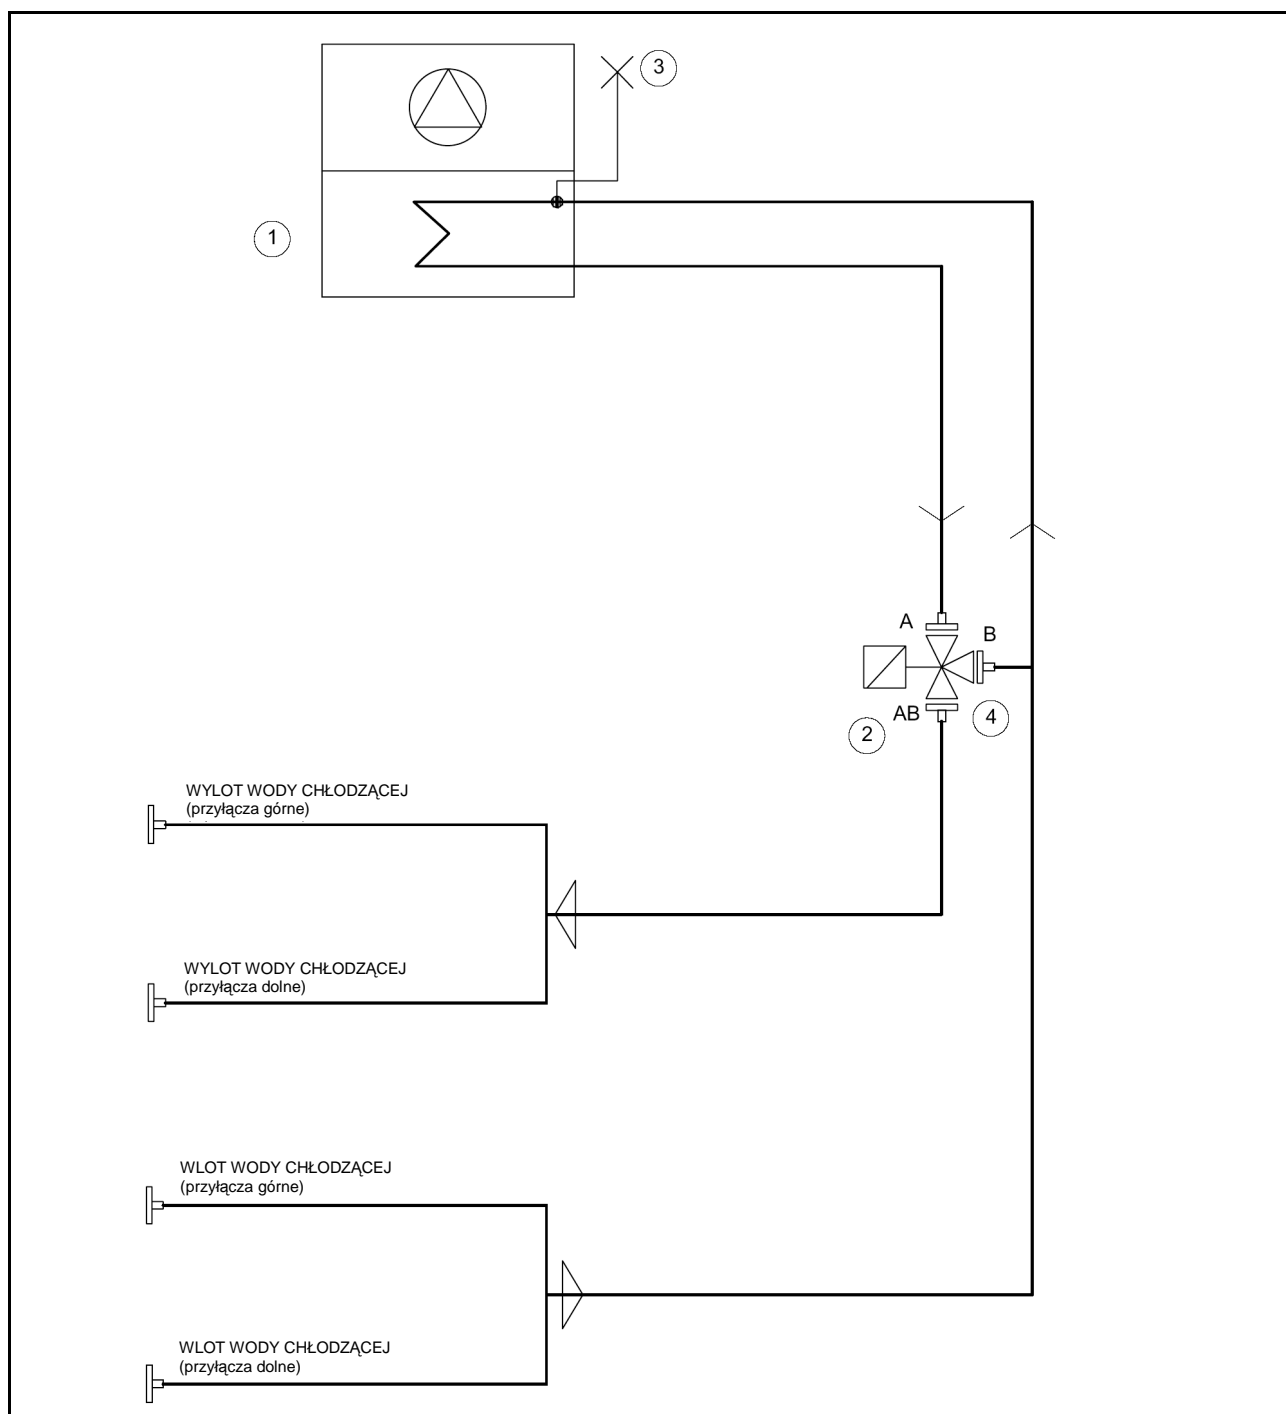 3
1
A
B
AB
4
2
WYLOT WODY CHŁODZĄCEJ
(przyłącza górne)
WYLOT WODY CHŁODZĄCEJ
(przyłącza dolne)
WLOT WODY CHŁODZĄCEJ
(przyłącza górne)
WLOT WODY CHŁODZĄCEJ
(przyłącza dolne)